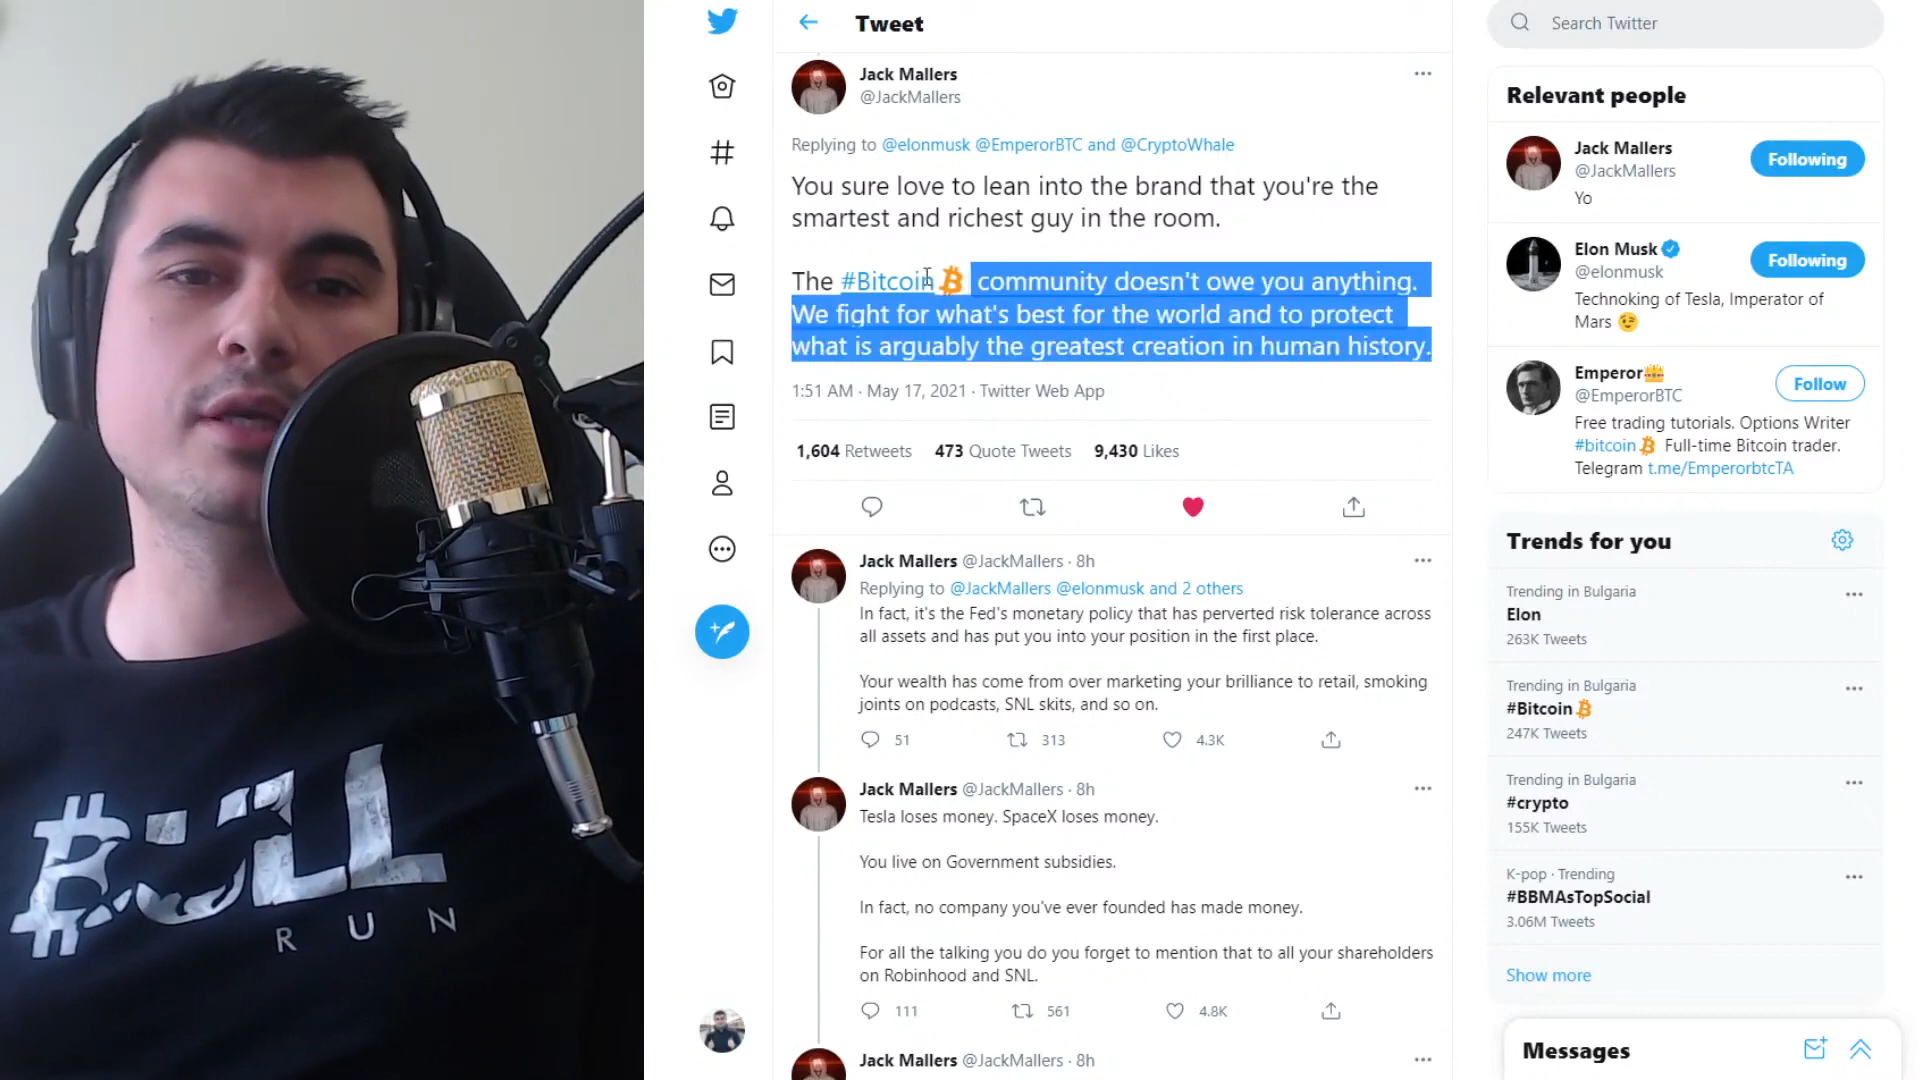 Tweet
Jack Mallers
@JackMallers
Replying to @elonmusk @EmperorBTC and @CryptoWhale
You sure love to lean into the brand that you're the
smartest and richest guy in the room.
The #Bitcoin community doesn't owe you anything.
We fight for what's best for the world and to protect
what is arguably the greatest creation in human history.
1:51 AM · May 17, 2021 · Twitter Web App
1,604 Retweets 473 Quote Tweets 9,430 Likes
Jack Mallers @JackMallers · 8h
Replying to @JackMallers @elonmusk and 2 others
In fact, it's the Fed's monetary policy that has perverted risk tolerance across
all assets and has put you into your position in the first place.
Your wealth has come from over marketing your brilliance to retail, smoking
joints on podcasts, SNL skits, and so on.
51 313 4.3K
Jack Mallers @JackMallers · 8h
Tesla loses money. SpaceX loses money.
You live on Government subsidies.
In fact, no company you've ever founded has made money.
For all the talking you do you forget to mention that to all your shareholders
on Robinhood and SNL.
111 561 4.8K
Jack Mallers @JackMallers · 8h
Search Twitter
Relevant people
Jack Mallers
@JackMallers
Following
Yo
Elon Musk
@elonmusk
Following
Technoking of Tesla, Imperator of
Mars 😉
Emperor👑
@EmperorBTC
Follow
Free trading tutorials. Options Writer
#bitcoin Full-time Bitcoin trader.
Telegram t.me/EmperorbtcTA
Trends for you
Trending in Bulgaria
Elon
263K Tweets
Trending in Bulgaria
#Bitcoin
247K Tweets
Trending in Bulgaria
#crypto
155K Tweets
K-pop · Trending
#BBMAsTopSocial
3.06M Tweets
Show more
Messages
BULL
RUN